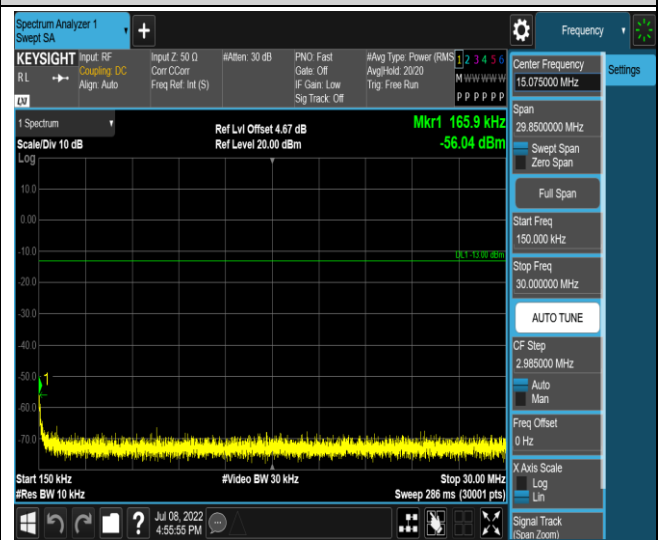 Spectrum Analyzer 1
Swept SA
+
Frequency
KEYSIGHT
RL
LXI
Input: RF
Coupling: DC
Align: Auto
Input Z: 50 Ω
Corr CCorr
Freq Ref: Int (S)
#Atten: 30 dB
PNO: Fast
Gate: Off
IF Gain: Low
Sig Track: Off
#Avg Type: Power (RMS
Avg|Hold: 20/20
Trig: Free Run
1 2 3 4 5 6
M W W W W W
P P P P P P
Center Frequency
15.075000 MHz
Settings
Span
29.8500000 MHz
Swept Span
Zero Span
Full Span
Start Freq
150.000 kHz
Stop Freq
30.000000 MHz
AUTO TUNE
CF Step
2.985000 MHz
Auto
Man
Freq Offset
0 Hz
X Axis Scale
Log
Lin
Signal Track
(Span Zoom)
1 Spectrum
Scale/Div 10 dB
Ref Lvl Offset 4.67 dB
Ref Level 20.00 dBm
Mkr1 165.9 kHz
-56.04 dBm
Log
10.0
0.00
-10.0
DL1 -13.00 dBm
-20.0
-30.0
-40.0
-50.0
1
-60.0
-70.0
Start 150 kHz
#Video BW 30 kHz
Stop 30.00 MHz
#Res BW 10 kHz
Sweep 286 ms (30001 pts)
?
Jul 08, 2022
4:55:55 PM